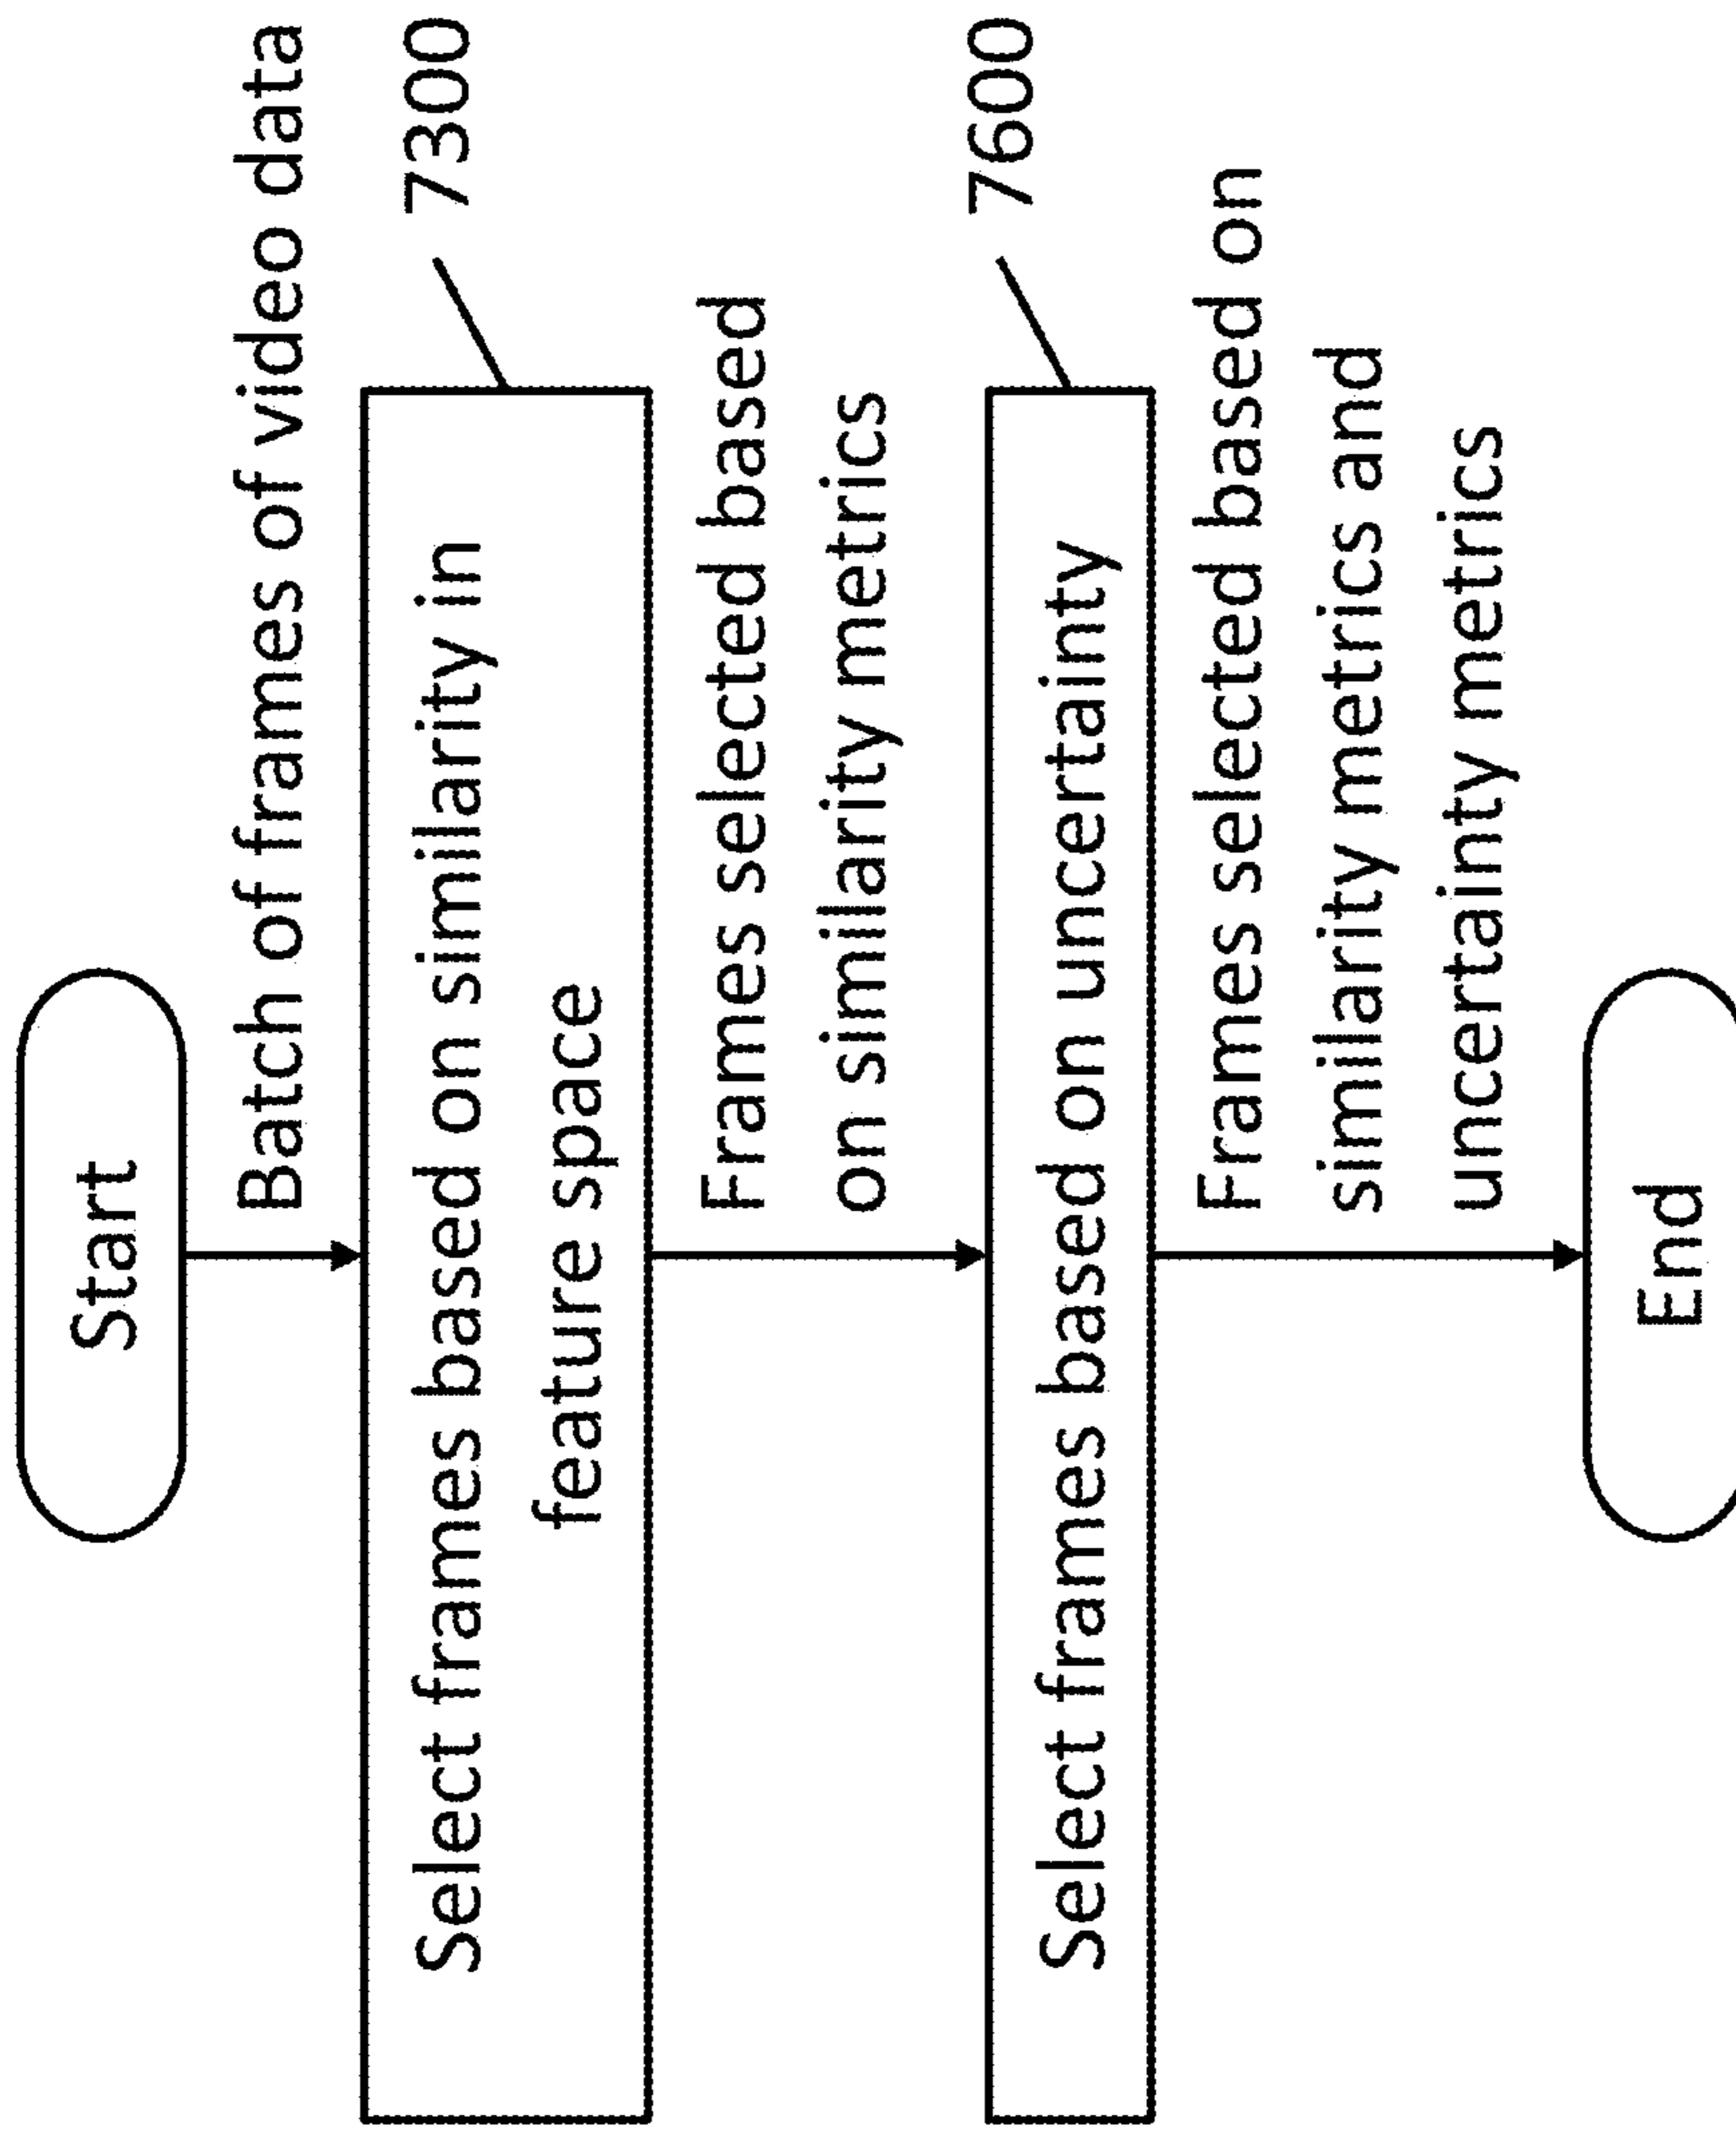 Start
Batch of frames of video data
Select frames based on similarity in
feature space
7300
Frames selected based
on similarity metrics
Select frames based on uncertainty
7600
Frames selected based on
similarity metrics and
uncertainty metrics
End